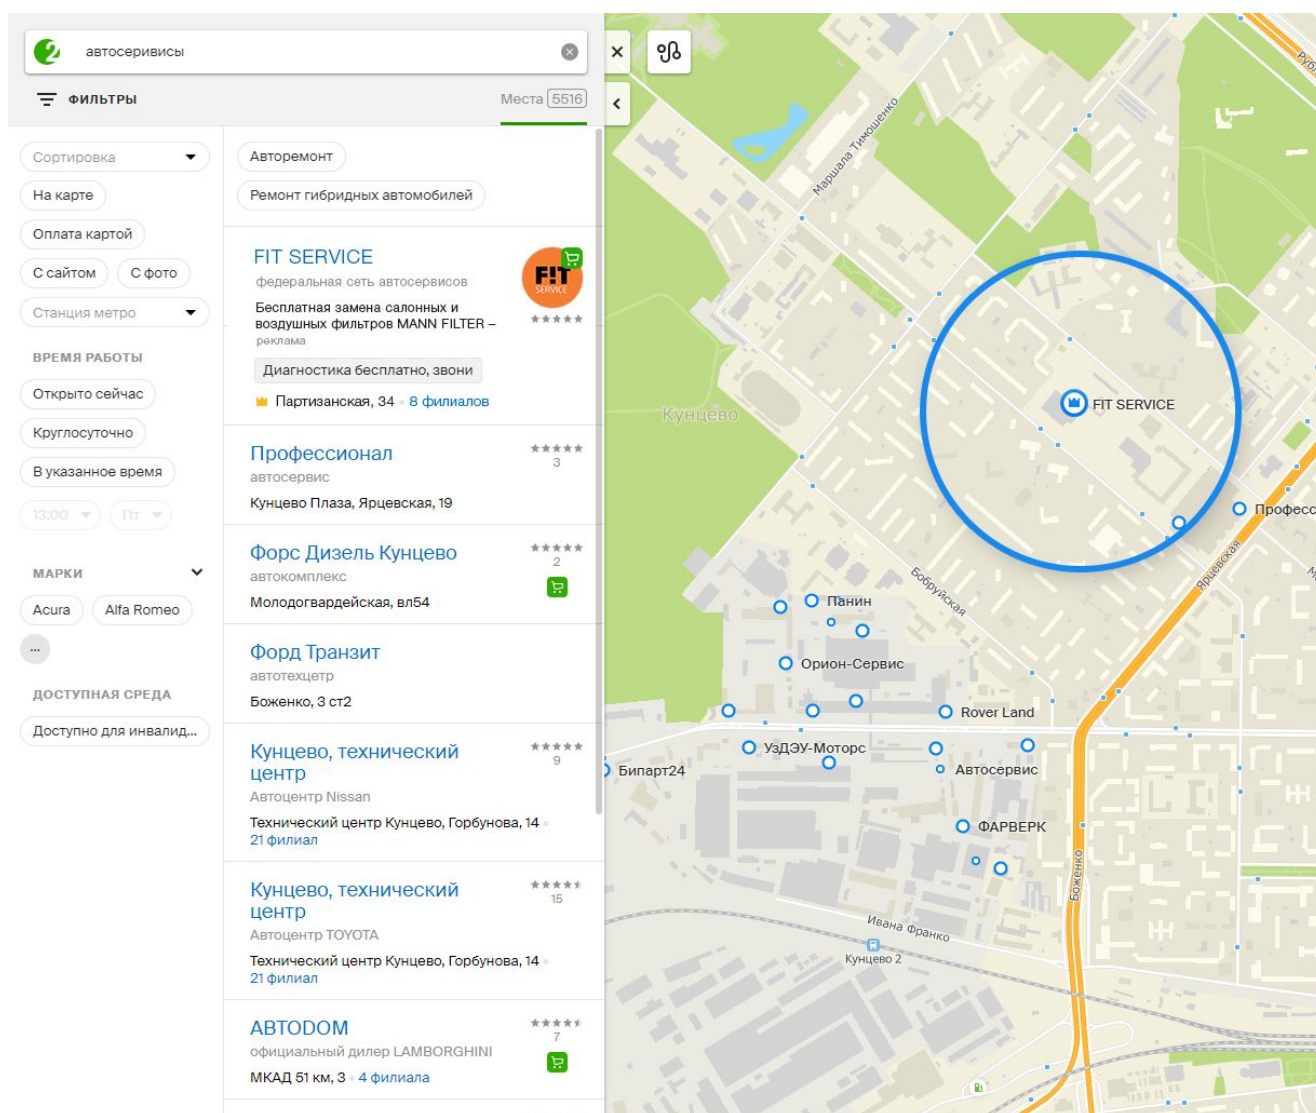 автосеривисы
ФИЛЬТРЫ
Места 5516
Сортировка
На карте
Оплата картой
С сайтом
С фото
Станция метро
ВРЕМЯ РАБОТЫ
Открыто сейчас
Круглосуточно
В указанное время
13:00
Пт
МАРКИ
Acura
Alfa Romeo
...
ДОСТУПНАЯ СРЕДА
Доступно для инвалид...
Авторемонт
Ремонт гибридных автомобилей
FIT SERVICE
федеральная сеть автосервисов
Бесплатная замена салонных и
воздушных фильтров MANN FILTER –
реклама
Диагностика бесплатно, звони
Партизанская, 34 • 8 филиалов
F!T
SERVICE
Профессионал
3
автосервис
Кунцево Плаза, Ярцевская, 19
Форс Дизель Кунцево
2
автокомплекс
Молодогвардейская, вл54
Форд Транзит
автотехцетр
Боженко, 3 ст2
Кунцево, технический
центр
9
Автоцентр Nissan
Технический центр Кунцево, Горбунова, 14 •
21 филиал
Кунцево, технический
центр
15
Автоцентр TOYOTA
Технический центр Кунцево, Горбунова, 14 •
21 филиал
АВТОDOM
7
официальный дилер LAMBORGHINI
МКАД 51 км, 3 • 4 филиала
Маршала Тимошенко
Кунцево
FIT SERVICE
Професс
Ярцевская
Бобруйская
Панин
Орион-Сервис
Rover Land
УзДЭУ-Моторс
Бипарт24
Автосервис
ФАРВЕРК
Боженко
Ивана Франко
Кунцево 2